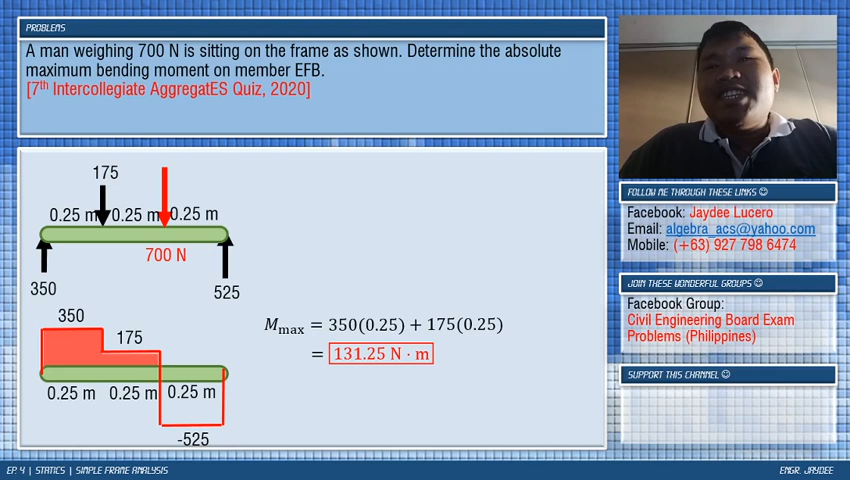 PROBLEMS
A man weighing 700 N is sitting on the frame as shown. Determine the absolute
maximum bending moment on member EFB.
[7th Intercollegiate AggregatES Quiz, 2020]
175
0.25 m 0.25 m 0.25 m
700 N
350
525
350
175
0.25 m 0.25 m 0.25 m
-525
Mmax = 350(0.25) + 175(0.25)
= 131.25 N · m
FOLLOW ME THROUGH THESE LINKS ☺
Facebook: Jaydee Lucero
Email: algebra_acs@yahoo.com
Mobile: (+63) 927 798 6474
JOIN THESE WONDERFUL GROUPS ☺
Facebook Group:
Civil Engineering Board Exam
Problems (Philippines)
SUPPORT THIS CHANNEL ☺
EP. 4 | STATICS | SIMPLE FRAME ANALYSIS
ENGR. JAYDEE